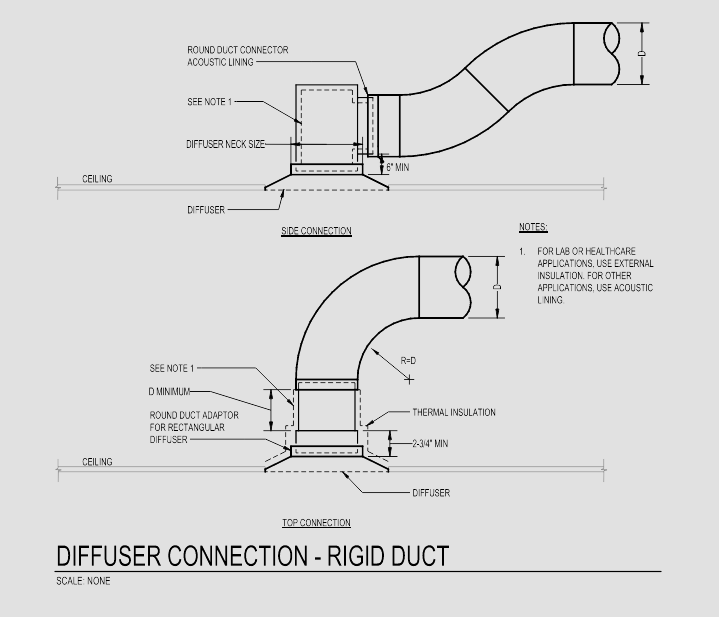 ROUND DUCT CONNECTOR
ACOUSTIC LINING
D
SEE NOTE 1
DIFFUSER NECK SIZE
6" MIN
CEILING
DIFFUSER
SIDE CONNECTION
NOTES:
1. FOR LAB OR HEALTHCARE
APPLICATIONS, USE EXTERNAL
INSULATION. FOR OTHER
APPLICATIONS, USE ACOUSTIC
LINING.
D
R=D
SEE NOTE 1
D MINIMUM
ROUND DUCT ADAPTOR
FOR RECTANGULAR
DIFFUSER
THERMAL INSULATION
2-3/4" MIN
CEILING
DIFFUSER
TOP CONNECTION
DIFFUSER CONNECTION - RIGID DUCT
SCALE: NONE